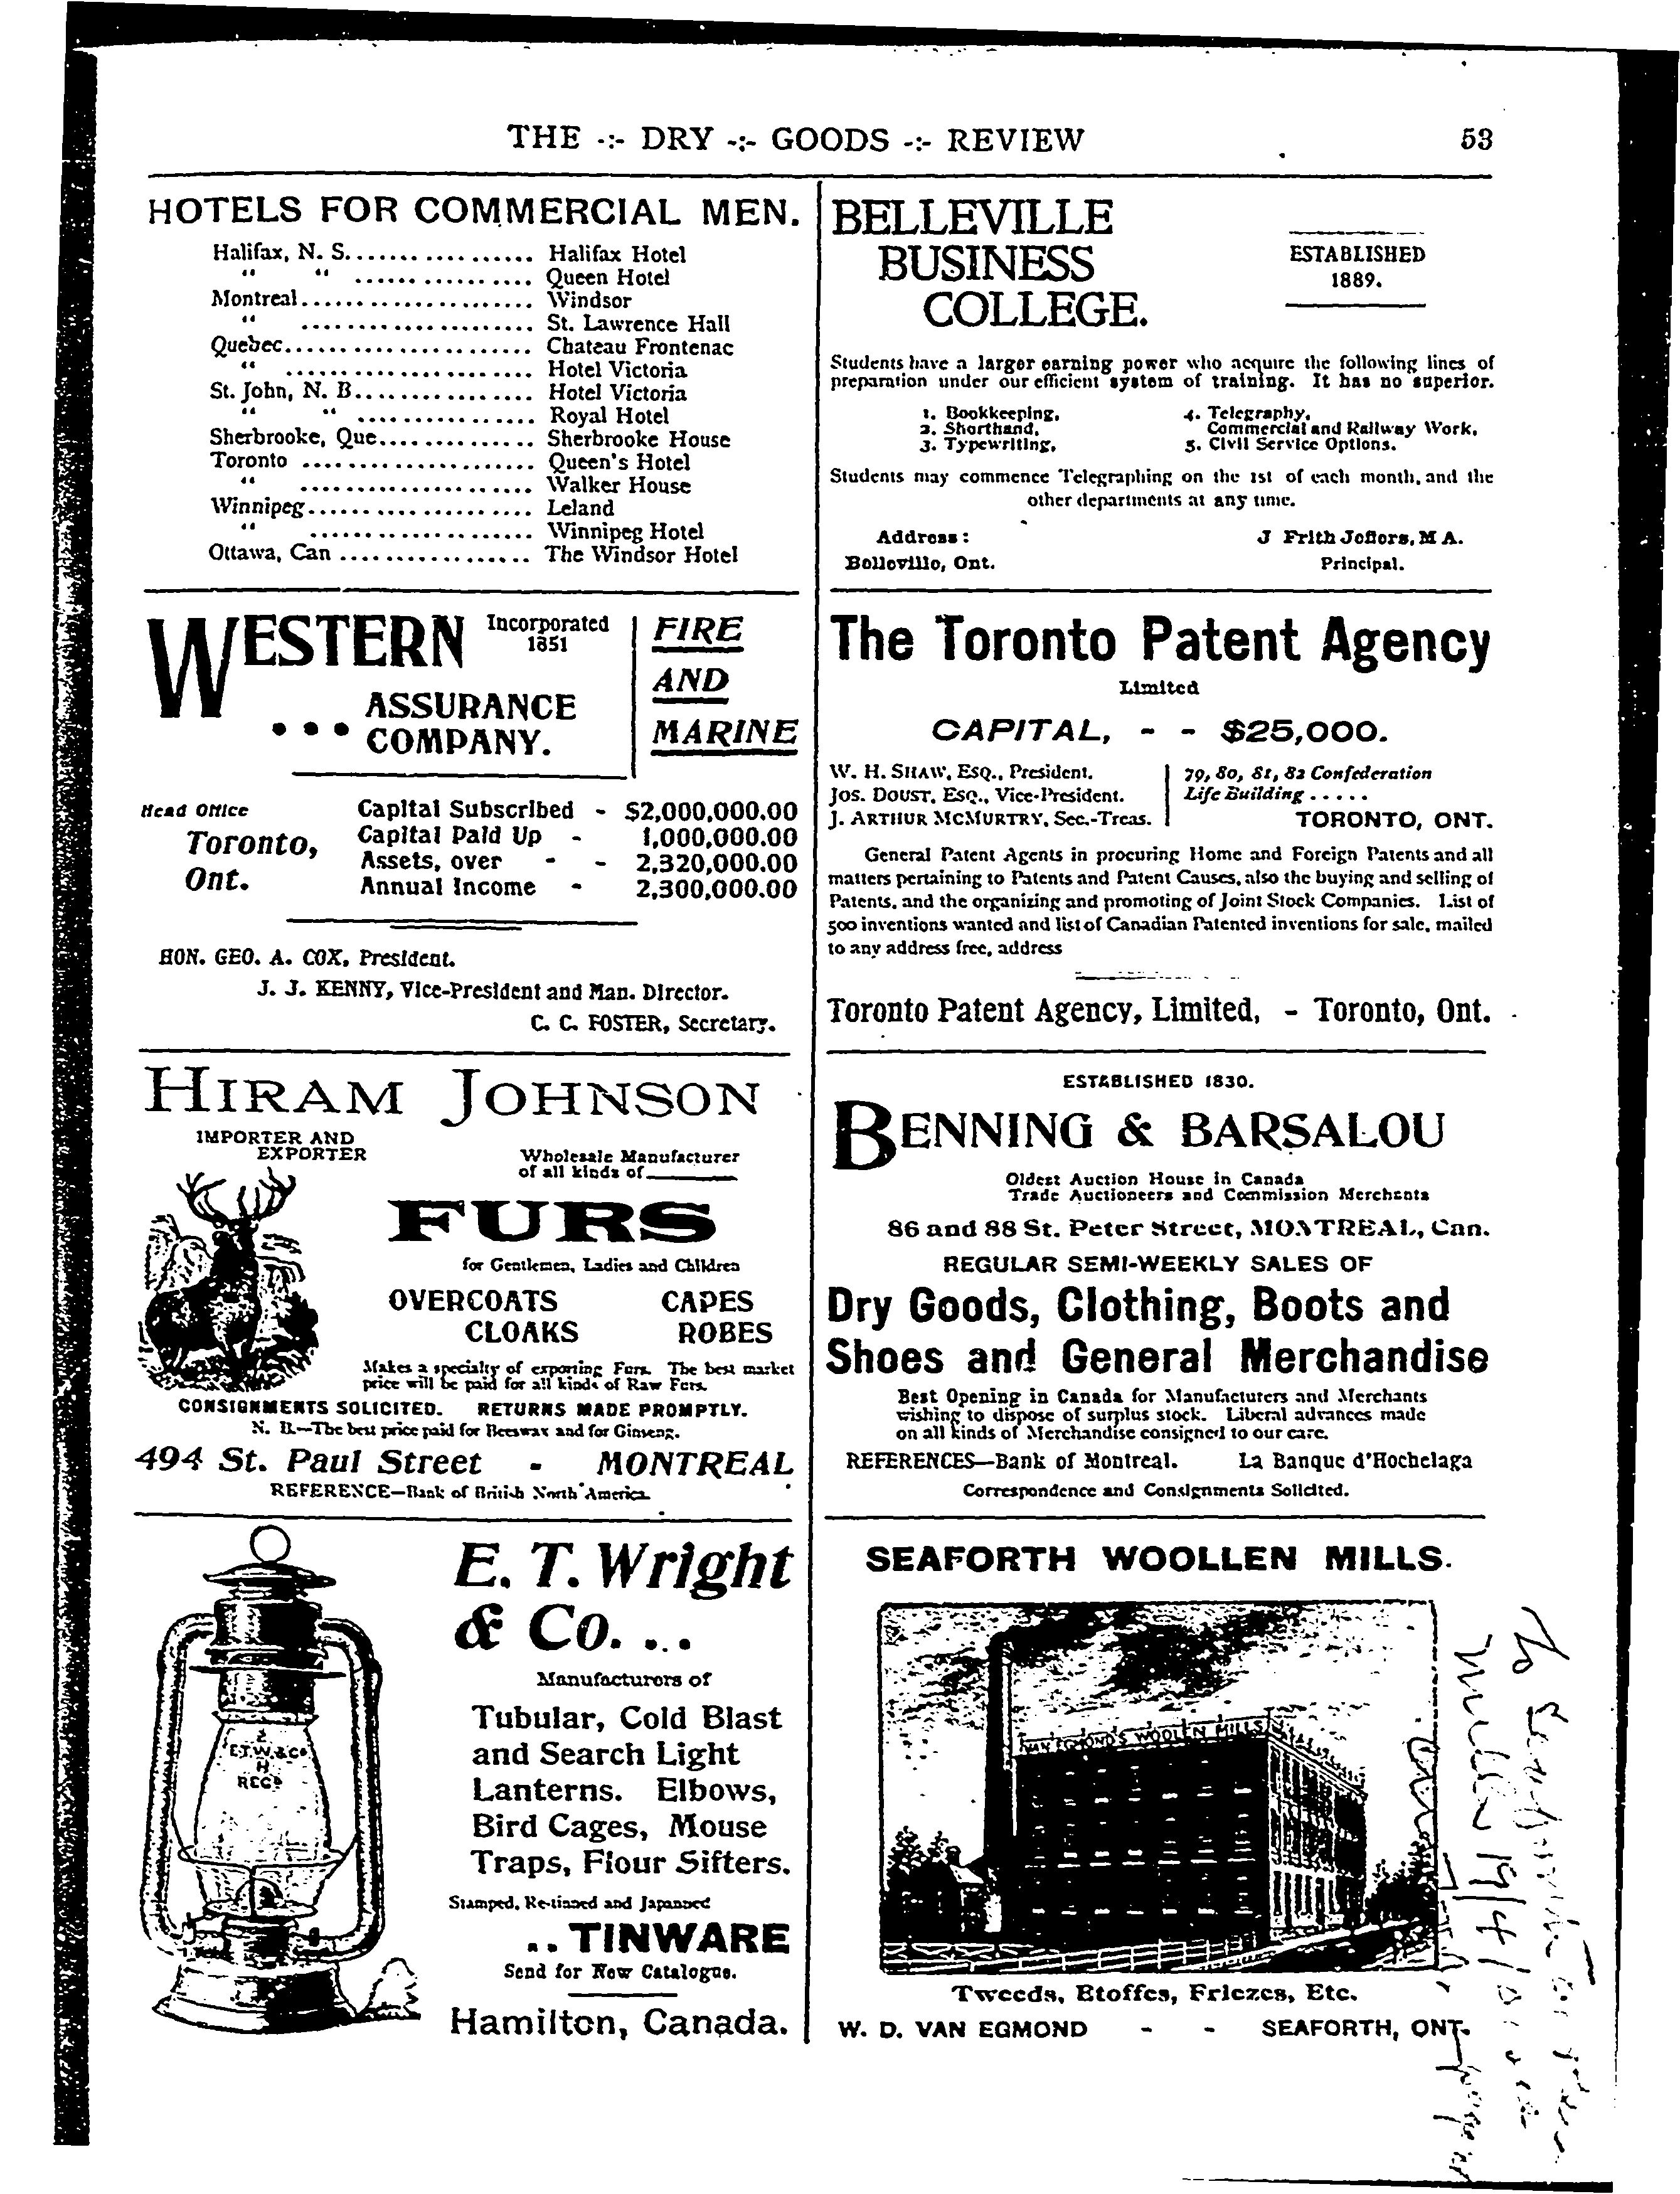 THE -:- DRY -:- GOODS -:- REVIEW 53
HOTELS FOR COMMERCIAL MEN.
Halifax, N. S. .................. Halifax Hotel
“ “ .................. Queen Hotel
Montreal ...................... Windsor
“ ...................... St. Lawrence Hall
Quebec ....................... Chateau Frontenac
“ ....................... Hotel Victoria
St. John, N. B. ................. Hotel Victoria
“ “ ................. Royal Hotel
Sherbrooke, Que. .............. Sherbrooke House
Toronto ...................... Queen's Hotel
“ ...................... Walker House
Winnipeg ..................... Leland
“ ..................... Winnipeg Hotel
Ottawa, Can .................. The Windsor Hotel
WESTERN
Incorporated
1851
ASSURANCE
... COMPANY.
FIRE
AND
MARINE
Head Office
Toronto,
Ont.
Capital Subscribed - $2,000,000.00
Capital Paid Up - 1,000,000.00
Assets, over - - 2,320,000.00
Annual Income - 2,300,000.00
HON. GEO. A. COX, President.
J. J. KENNY, Vice-President and Man. Director.
C. C. FOSTER, Secretary.
HIRAM JOHNSON
IMPORTER AND
EXPORTER
Wholesale Manufacturer
of all kinds of
FURS
for Gentlemen, Ladies and Children
OVERCOATS CAPES
CLOAKS ROBES
Makes a specialty of exporting Furs. The best market
price will be paid for all kinds of Raw Furs.
CONSIGNMENTS SOLICITED. RETURNS MADE PROMPTLY.
N. B.—The best price paid for Beeswax and for Ginseng.
494 St. Paul Street - MONTREAL
REFERENCE—Bank of British North America.
E. T. Wright
& Co. ...
Manufacturers of
Tubular, Cold Blast
and Search Light
Lanterns. Elbows,
Bird Cages, Mouse
Traps, Flour Sifters.
Stamped, Re-tinned and Japanned
.. TINWARE
Send for New Catalogue.
Hamilton, Canada.
E.T.W.&Co
H
REGD
BELLEVILLE
BUSINESS
COLLEGE.
ESTABLISHED
1889.
Students have a larger earning power who acquire the following lines of
preparation under our efficient system of training. It has no superior.
1. Bookkeeping,
2. Shorthand,
3. Typewriting,
4. Telegraphy,
Commercial and Railway Work,
5. Civil Service Options.
Students may commence Telegraphing on the 1st of each month, and the
other departments at any time.
Address:
Belleville, Ont.
J Frith Jeffers, M A.
Principal.
The Toronto Patent Agency
Limited
CAPITAL, - - $25,000.
W. H. SHAW, ESQ., President.
JOS. DOUST, ESQ., Vice-President.
J. ARTHUR MCMURTRY, Sec.-Treas.
79, 80, 81, 82 Confederation
Life Building .....
TORONTO, ONT.
General Patent Agents in procuring Home and Foreign Patents and all
matters pertaining to Patents and Patent Causes, also the buying and selling of
Patents, and the organizing and promoting of Joint Stock Companies. List of
500 inventions wanted and list of Canadian Patented inventions for sale, mailed
to any address free, address
Toronto Patent Agency, Limited, - Toronto, Ont.
ESTABLISHED 1830.
BENNING & BARSALOU
Oldest Auction House in Canada
Trade Auctioneers and Commission Merchants
86 and 88 St. Peter Street, MONTREAL, Can.
REGULAR SEMI-WEEKLY SALES OF
Dry Goods, Clothing, Boots and
Shoes and General Merchandise
Best Opening in Canada for Manufacturers and Merchants
wishing to dispose of surplus stock. Liberal advances made
on all kinds of Merchandise consigned to our care.
REFERENCES—Bank of Montreal. La Banque d'Hochelaga
Correspondence and Consignments Solicited.
SEAFORTH WOOLLEN MILLS.
VAN EGMOND'S WOOLLEN MILLS
Tweeds, Etoffes, Friezes, Etc.
W. D. VAN EGMOND - - SEAFORTH, ONT.